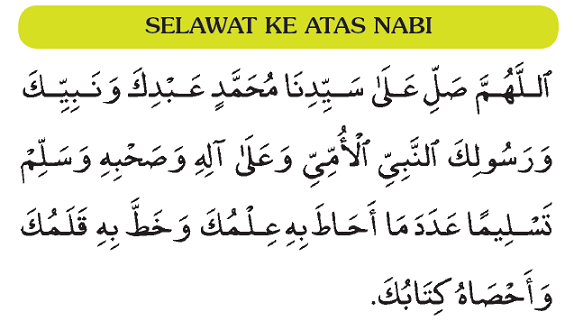 SELAWAT KE ATAS NABI
اَللَّهُمَّ صَلِّ عَلَىٰ سَيِّدِنَا مُحَمَّدٍ عَبْدِكَ وَنَبِيِّكَ
وَرَسُولِكَ النَّبِيِّ الْأُمِّيِّ وَعَلَىٰ آلِهِ وَصَحْبِهِ وَسَلِّمْ
تَسْلِيمًا عَدَدَ مَا أَحَاطَ بِهِ عِلْمُكَ وَخَطَّ بِهِ قَلَمُكَ
وَأَحْصَاهُ كِتَابُكَ.